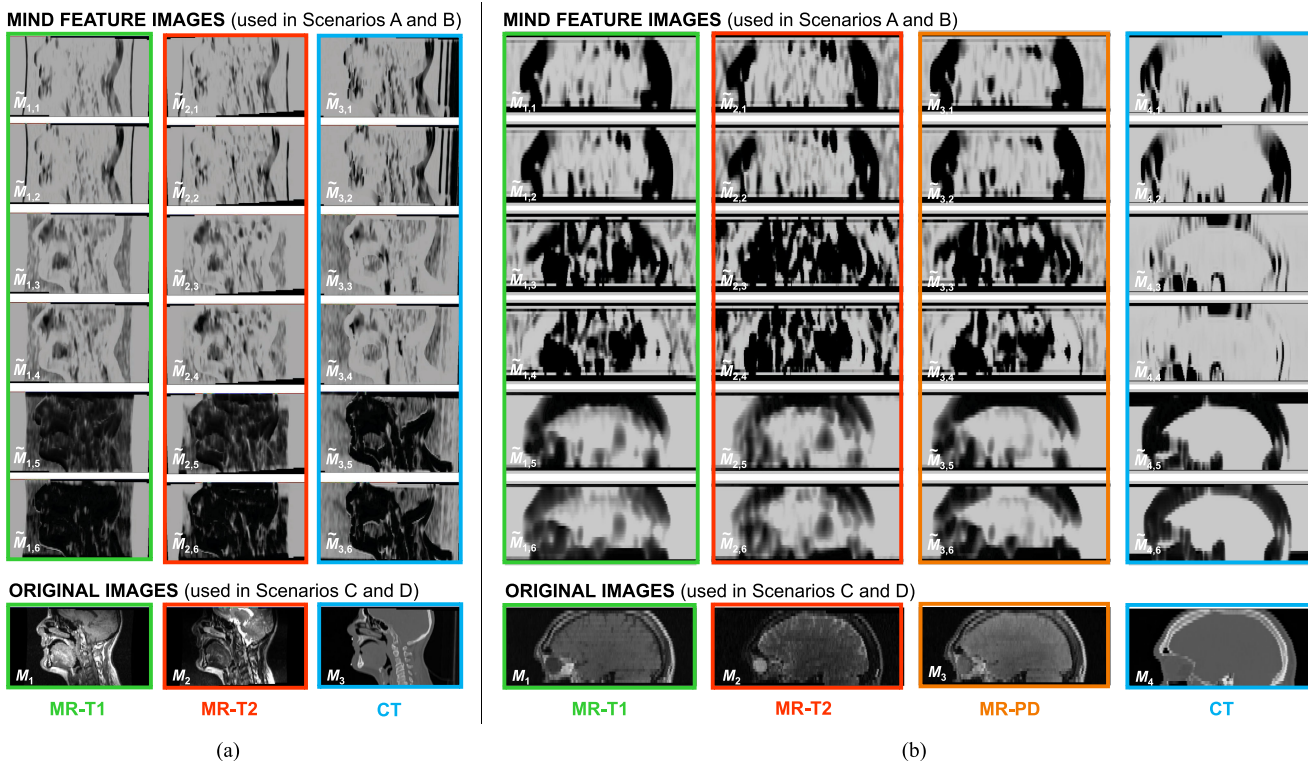 MIND FEATURE IMAGES (used in Scenarios A and B)
M̃1,1 M̃2,1 M̃3,1
M̃1,2 M̃2,2 M̃3,2
M̃1,3 M̃2,3 M̃3,3
M̃1,4 M̃2,4 M̃3,4
M̃1,5 M̃2,5 M̃3,5
M̃1,6 M̃2,6 M̃3,6
ORIGINAL IMAGES (used in Scenarios C and D)
M1 M2 M3
MR-T1 MR-T2 CT
(a)
MIND FEATURE IMAGES (used in Scenarios A and B)
M̃1,1 M̃2,1 M̃3,1 M̃4,1
M̃1,2 M̃2,2 M̃3,2 M̃4,2
M̃1,3 M̃2,3 M̃3,3 M̃4,3
M̃1,4 M̃2,4 M̃3,4 M̃4,4
M̃1,5 M̃2,5 M̃3,5 M̃4,5
M̃1,6 M̃2,6 M̃3,6 M̃4,6
ORIGINAL IMAGES (used in Scenarios C and D)
M1 M2 M3 M4
MR-T1 MR-T2 MR-PD CT
(b)